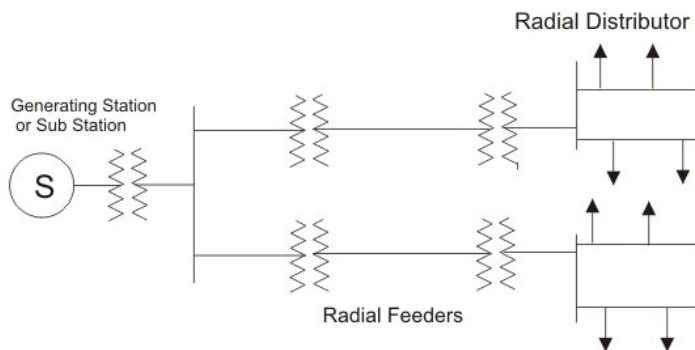 Radial Distributor
Generating Station
or Sub Station
S
Radial Feeders